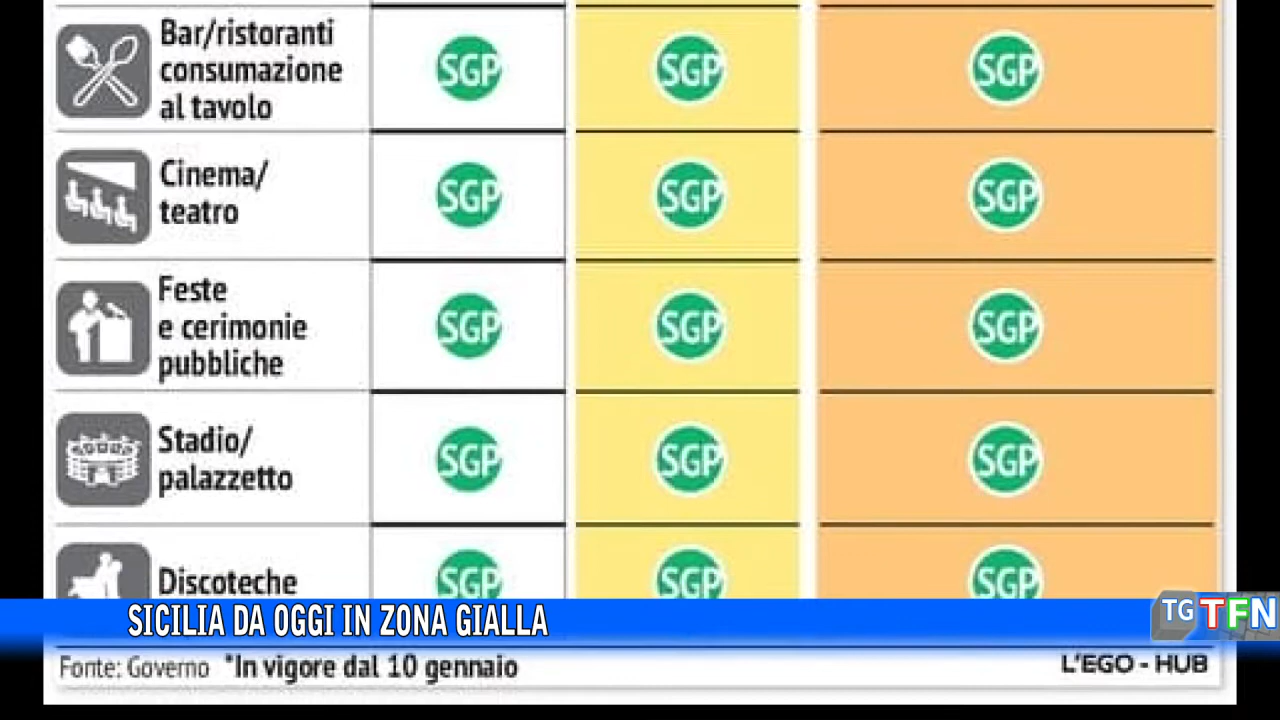 Bar/ristoranti
consumazione
al tavolo
SGP SGP SGP
Cinema/
teatro
SGP SGP SGP
Feste
e cerimonie
pubbliche
SGP SGP SGP
Stadio/
palazzetto
SGP SGP SGP
Discoteche
SGP SGP SGP
SICILIA DA OGGI IN ZONA GIALLA
TG TFN
Fonte: Governo *In vigore dal 10 gennaio
L'EGO - HUB